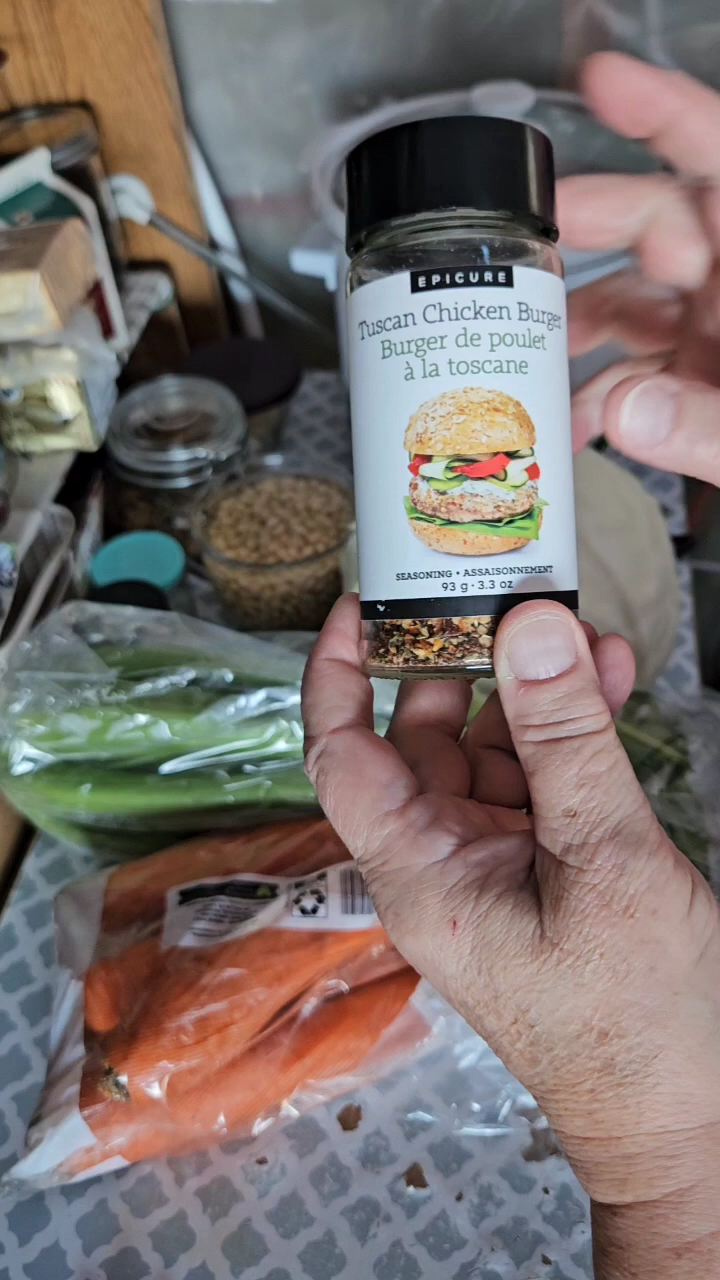 EPICURE
Tuscan Chicken Burger
Burger de poulet
à la toscane
SEASONING • ASSAISONNEMENT
93 g · 3.3 oz